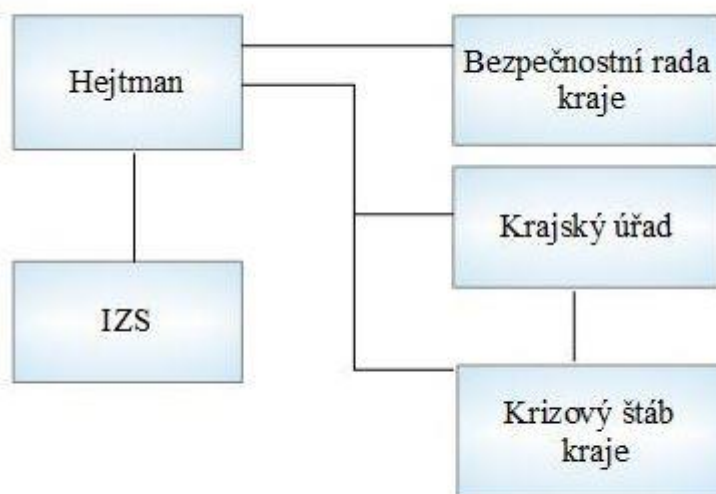 Hejtman
Bezpečnostní rada
kraje
Krajský úřad
IZS
Krizový štáb
kraje